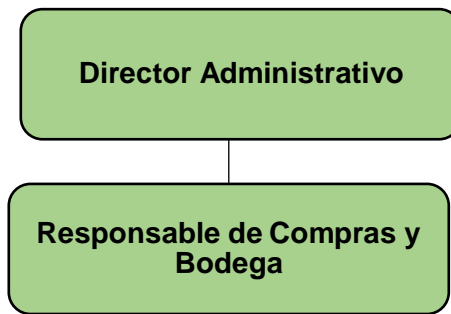 Director Administrativo
Responsable de Compras y
Bodega